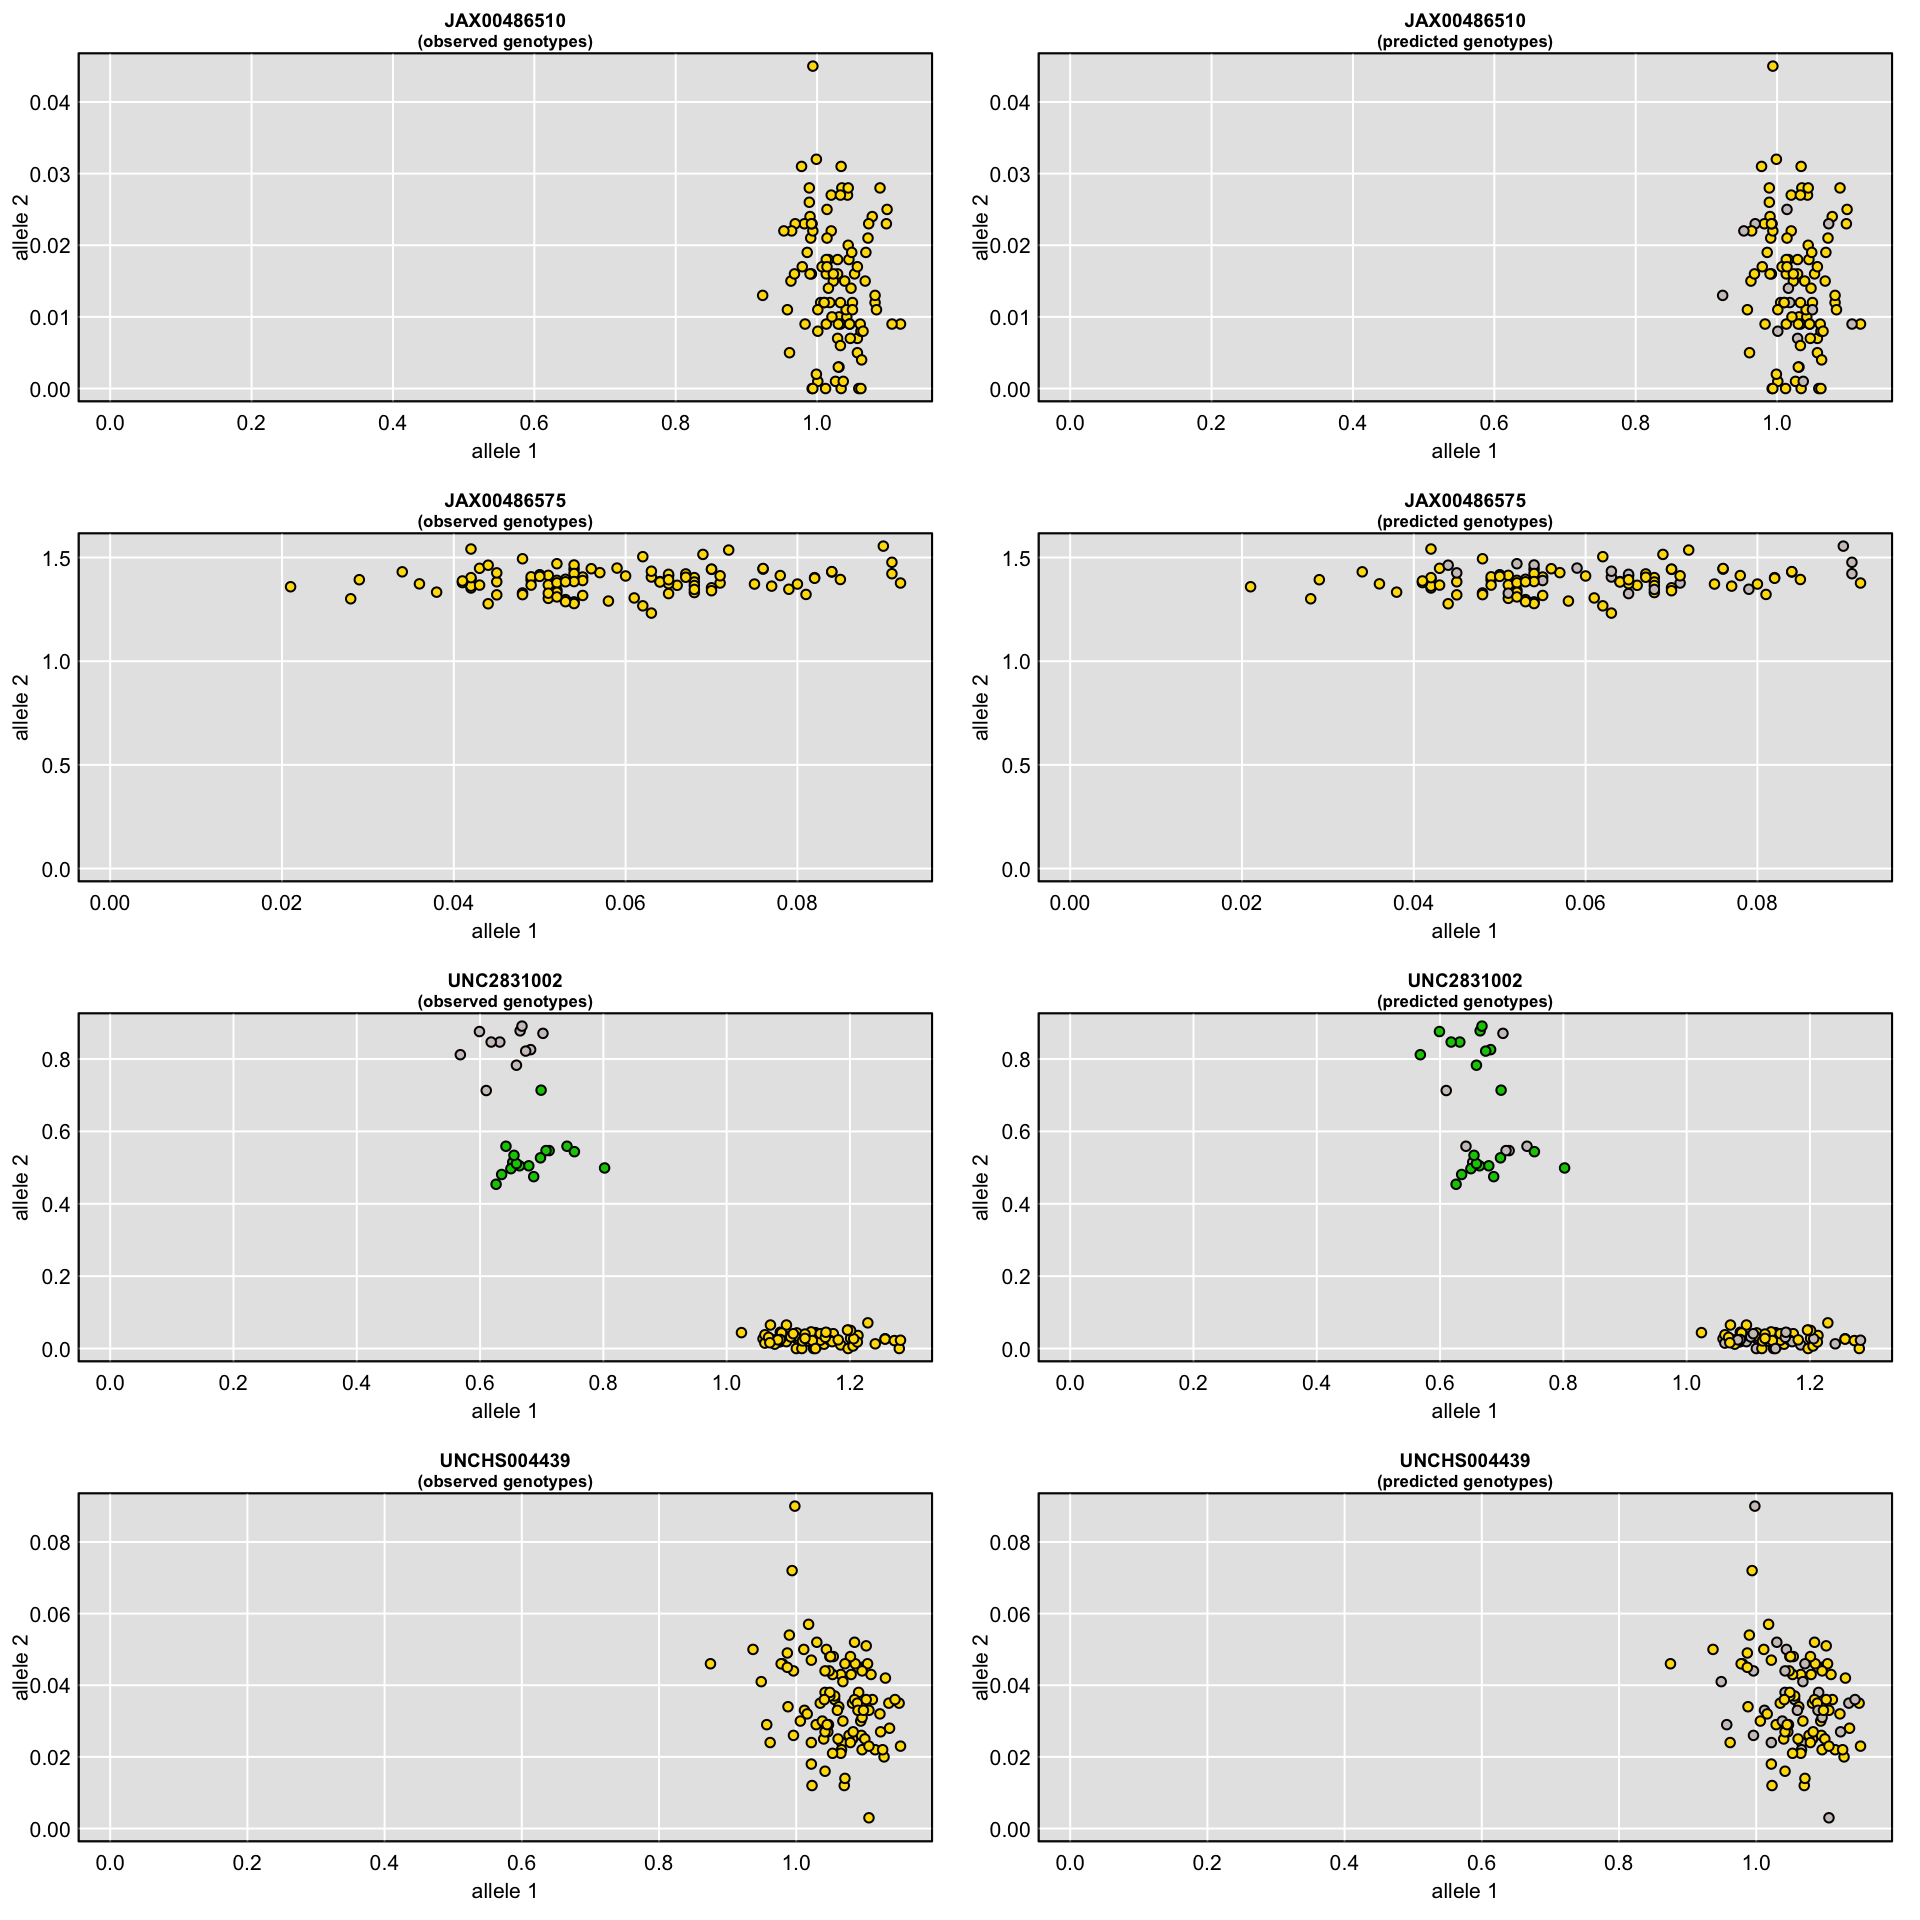 JAX00486510
(observed genotypes)
allele 2
0.04
0.03
0.02
0.01
0.00
0.0 0.2 0.4 0.6 0.8 1.0
allele 1
JAX00486510
(predicted genotypes)
allele 2
0.04
0.03
0.02
0.01
0.00
0.0 0.2 0.4 0.6 0.8 1.0
allele 1
JAX00486575
(observed genotypes)
allele 2
1.5
1.0
0.5
0.0
0.00 0.02 0.04 0.06 0.08
allele 1
JAX00486575
(predicted genotypes)
allele 2
1.5
1.0
0.5
0.0
0.00 0.02 0.04 0.06 0.08
allele 1
UNC2831002
(observed genotypes)
allele 2
0.8
0.6
0.4
0.2
0.0
0.0 0.2 0.4 0.6 0.8 1.0 1.2
allele 1
UNC2831002
(predicted genotypes)
allele 2
0.8
0.6
0.4
0.2
0.0
0.0 0.2 0.4 0.6 0.8 1.0 1.2
allele 1
UNCHS004439
(observed genotypes)
allele 2
0.08
0.06
0.04
0.02
0.00
0.0 0.2 0.4 0.6 0.8 1.0
allele 1
UNCHS004439
(predicted genotypes)
allele 2
0.08
0.06
0.04
0.02
0.00
0.0 0.2 0.4 0.6 0.8 1.0
allele 1